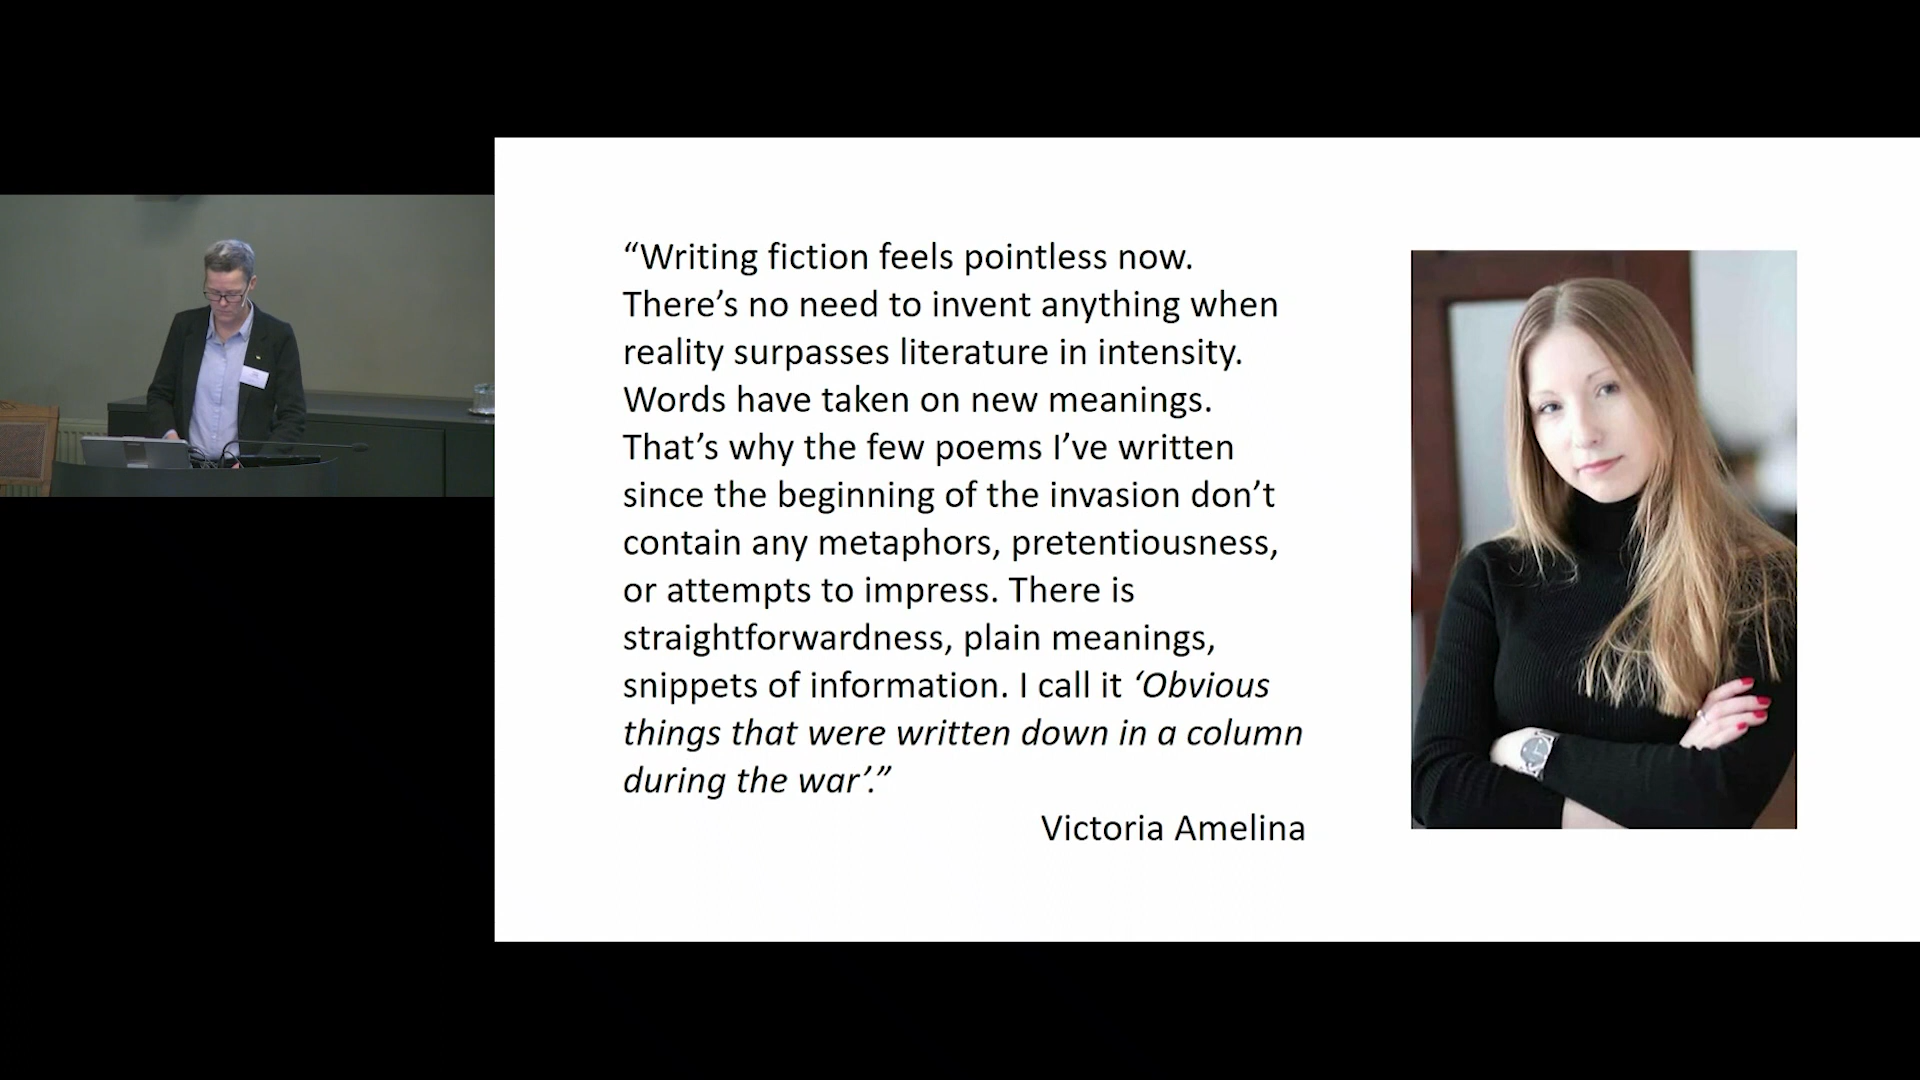 “Writing fiction feels pointless now.
There’s no need to invent anything when
reality surpasses literature in intensity.
Words have taken on new meanings.
That’s why the few poems I’ve written
since the beginning of the invasion don’t
contain any metaphors, pretentiousness,
or attempts to impress. There is
straightforwardness, plain meanings,
snippets of information. I call it ‘Obvious
things that were written down in a column
during the war’.”
Victoria Amelina